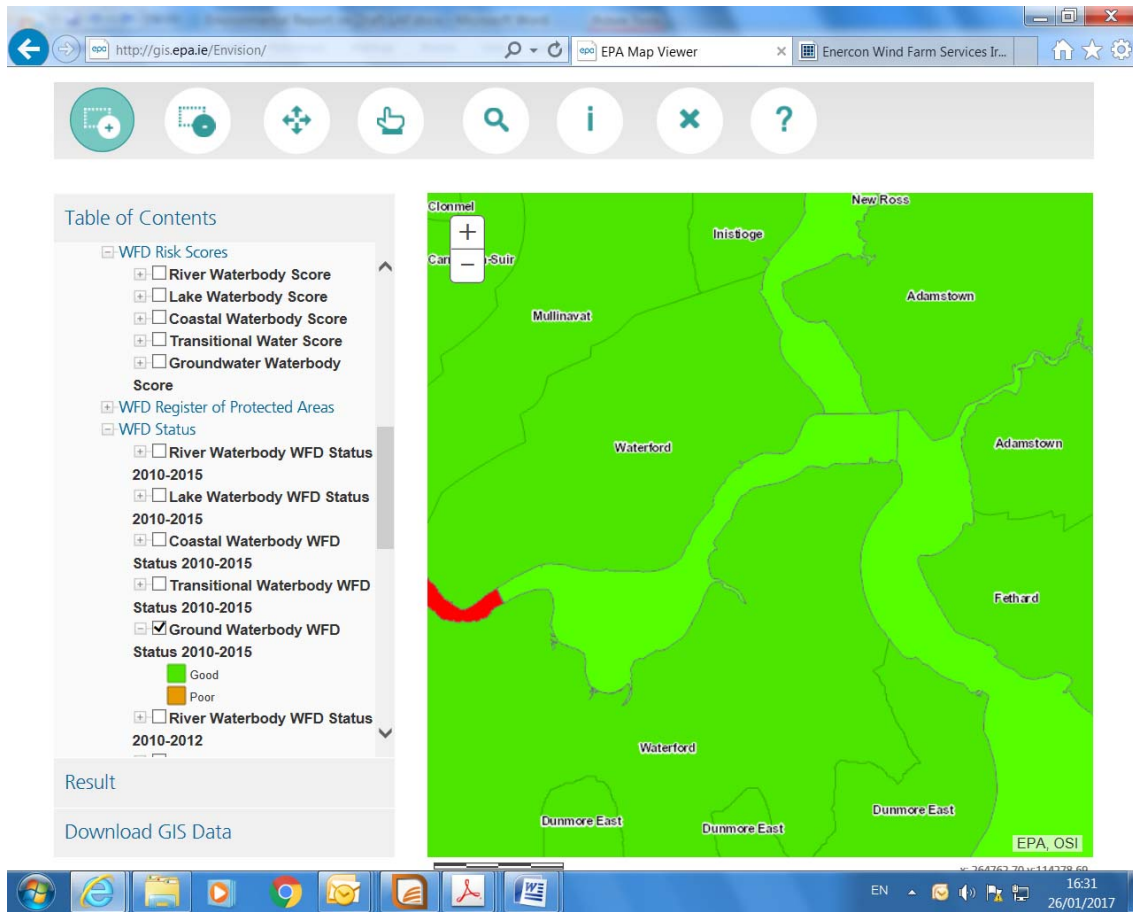 http://gis.epa.ie/Envision/
EPA Map Viewer
Enercon Wind Farm Services Ir...
Table of Contents
WFD Risk Scores
River Waterbody Score
Lake Waterbody Score
Coastal Waterbody Score
Transitional Water Score
Groundwater Waterbody
Score
WFD Register of Protected Areas
WFD Status
River Waterbody WFD Status
2010-2015
Lake Waterbody WFD Status
2010-2015
Coastal Waterbody WFD
Status 2010-2015
Transitional Waterbody WFD
Status 2010-2015
Ground Waterbody WFD
Status 2010-2015
Good
Poor
River Waterbody WFD Status
2010-2012
Result
Download GIS Data
Clonmel
New Ross
Inistioge
-Suir
Adamstown
Mullinavat
Waterford
Adamstown
Fethard
Waterford
Dunmore East
Dunmore East
Dunmore East
EPA, OSI
EN
16:31
26/01/2017